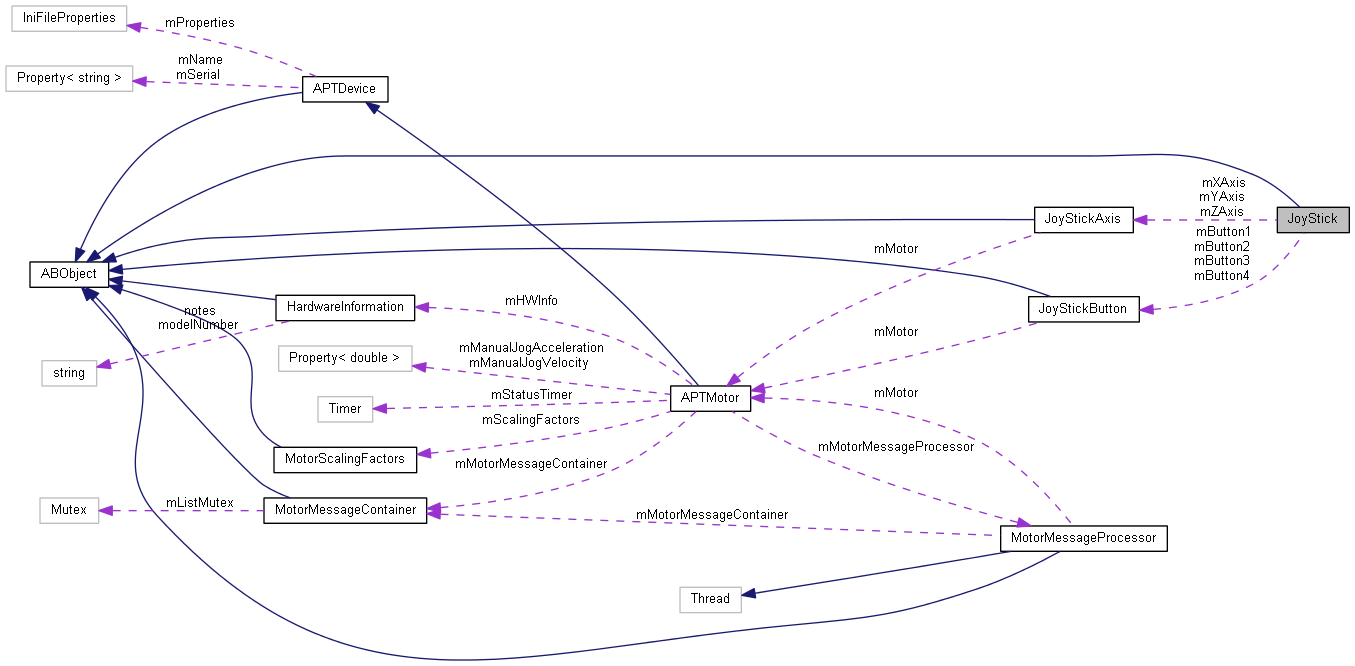 IniFileProperties
mProperties
Property< string >
mName
mSerial
APTDevice
mXAxis
mYAxis
mZAxis
JoyStickAxis
JoyStick
mButton1
mButton2
mButton3
mButton4
mMotor
ABObject
HardwareInformation
mHWInfo
JoyStickButton
notes
modelNumber
mMotor
string
Property< double >
mManualJogAcceleration
mManualJogVelocity
Timer
mStatusTimer
APTMotor
mMotor
mScalingFactors
MotorScalingFactors
mMotorMessageContainer
mMotorMessageProcessor
Mutex
mListMutex
MotorMessageContainer
mMotorMessageContainer
MotorMessageProcessor
Thread